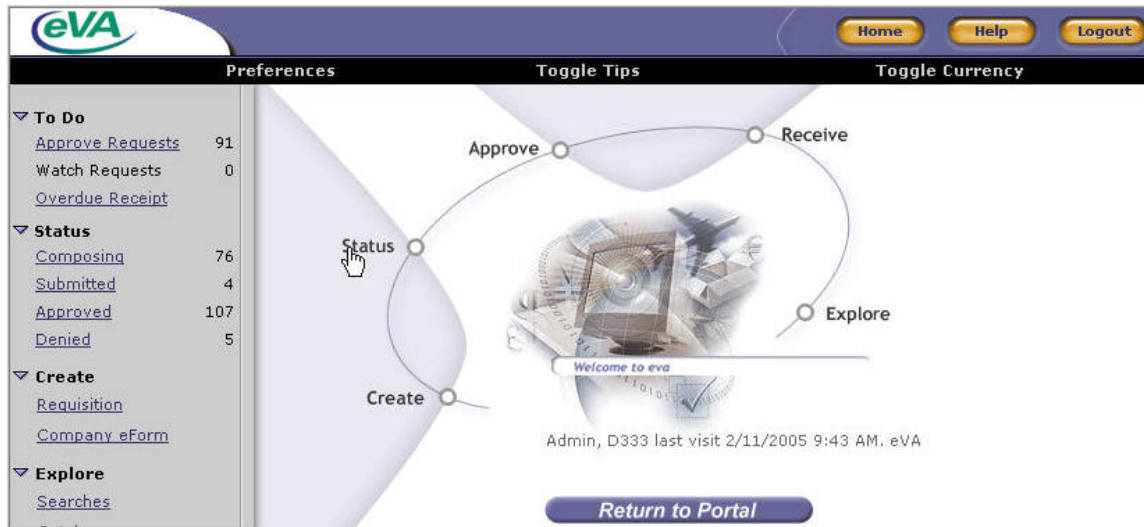 eVA
Home Help Logout
Preferences Toggle Tips Toggle Currency
To Do
Approve Requests 91
Watch Requests 0
Overdue Receipt
Status
Composing 76
Submitted 4
Approved 107
Denied 5
Create
Requisition
Company eForm
Explore
Searches
Approve
Receive
Status
Explore
Create
Welcome to eva
Admin, D333 last visit 2/11/2005 9:43 AM. eVA
Return to Portal